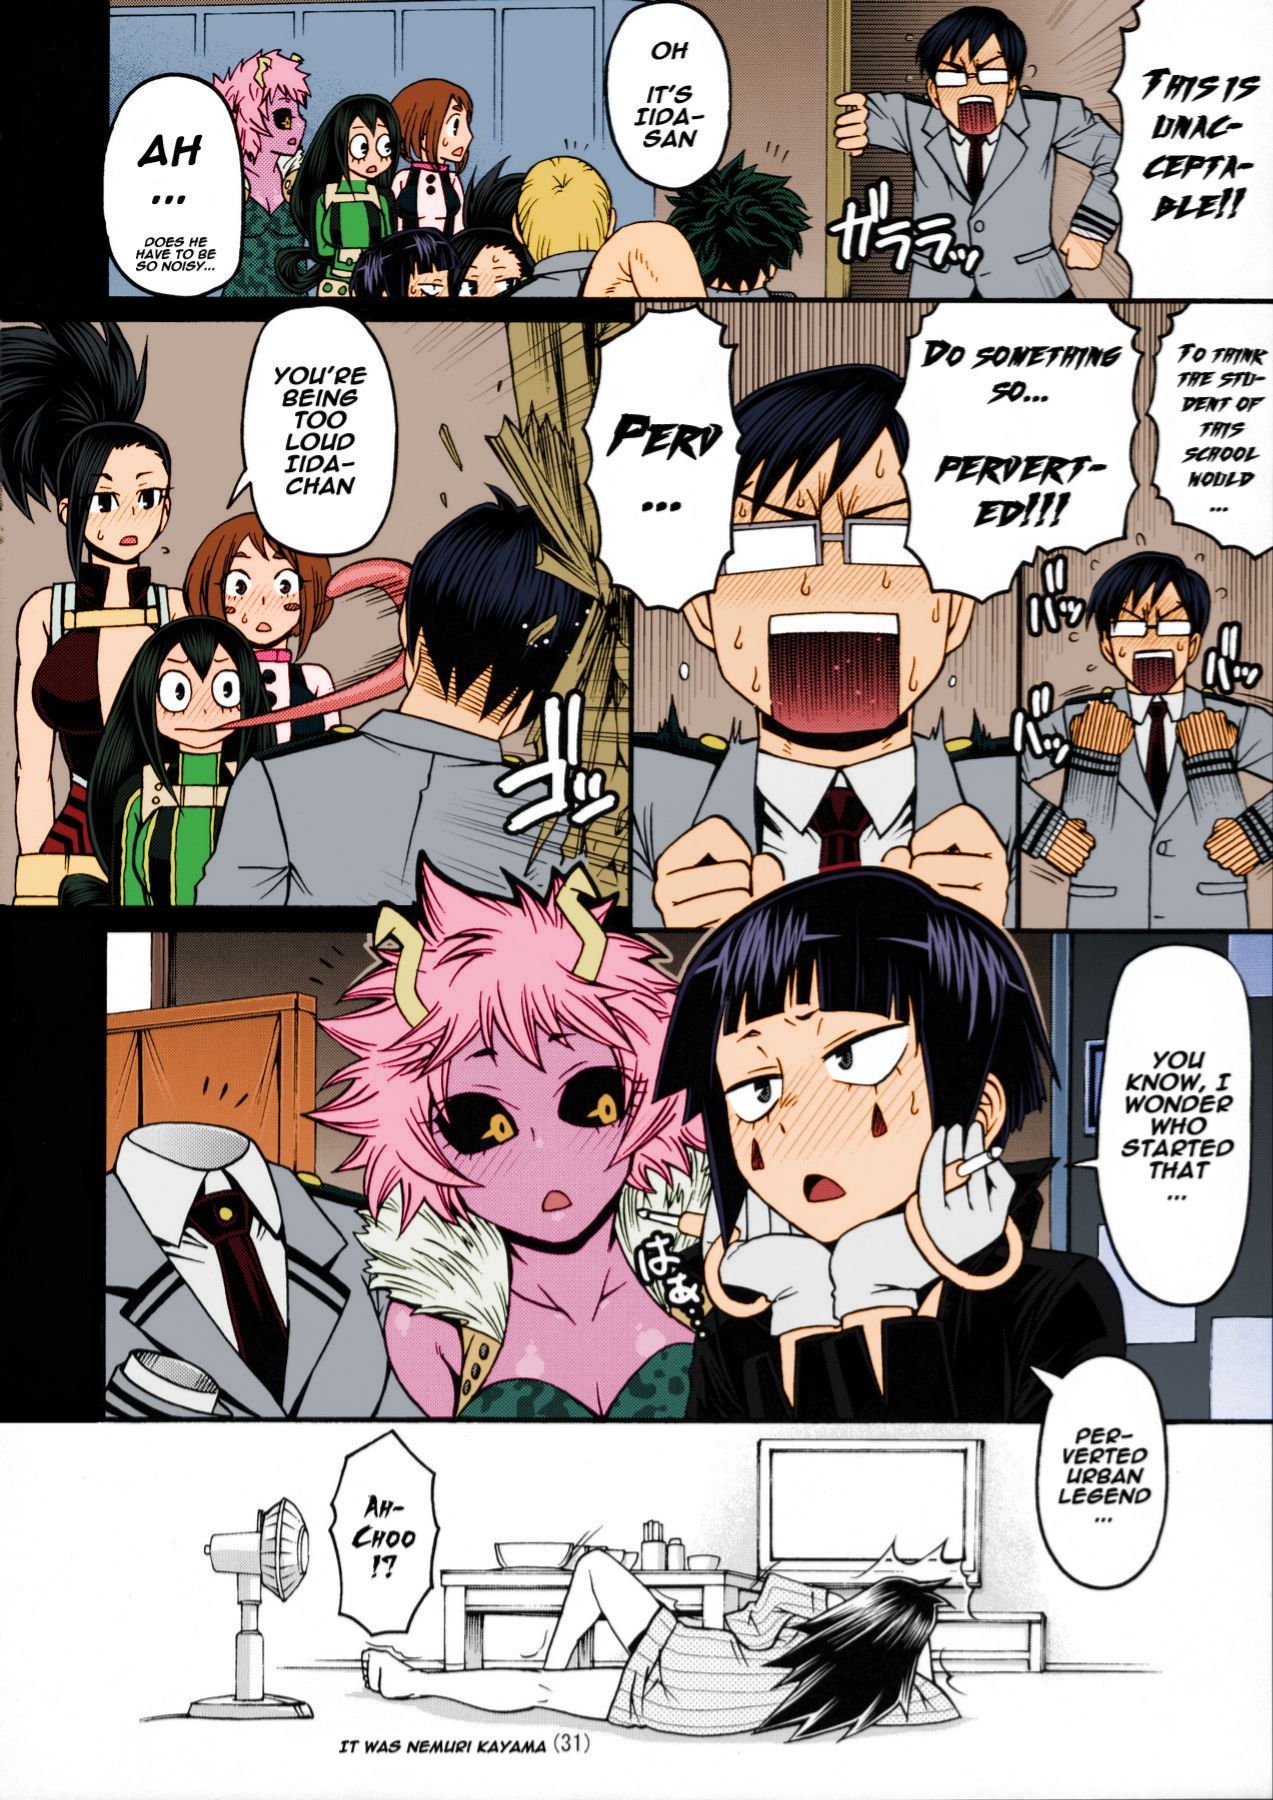 THIS IS
UNAC-
CEPTA-
BLE!!
ガララッ
OH
IT'S
IIDA-
SAN
AH
...
DOES HE
HAVE TO BE
SO NOISY...
TO THINK
THE STU-
DENT OF
THIS
SCHOOL
WOULD
...
バッ
バッ
バッ
DO SOMETHING
SO...
PERVERT-
ED!!!
PERV
...
YOU'RE
BEING
TOO
LOUD
IIDA-
CHAN
ゴッ
YOU
KNOW, I
WONDER
WHO
STARTED
THAT
...
はあ...
PER-
VERTED
URBAN
LEGEND
...
AH-
CHOO
!?
IT WAS NEMURI KAYAMA (31)